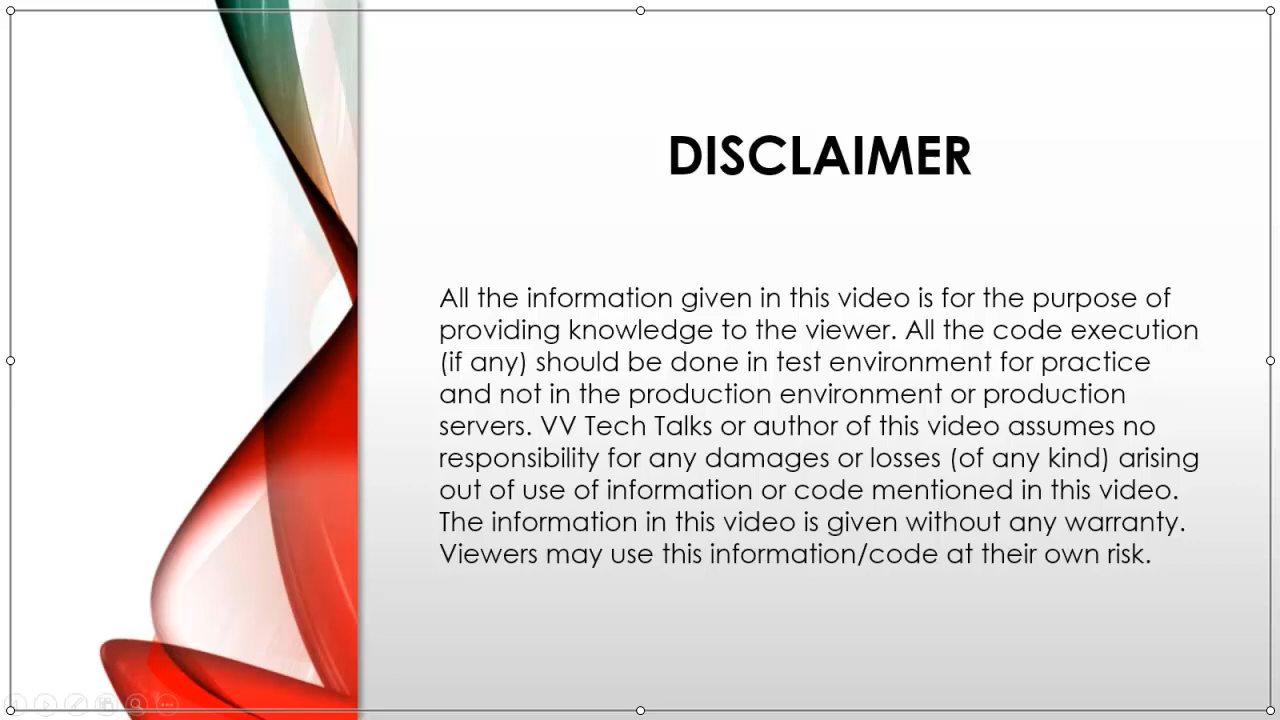 DISCLAIMER
All the information given in this video is for the purpose of
providing knowledge to the viewer. All the code execution
(if any) should be done in test environment for practice
and not in the production environment or production
servers. VV Tech Talks or author of this video assumes no
responsibility for any damages or losses (of any kind) arising
out of use of information or code mentioned in this video.
The information in this video is given without any warranty.
Viewers may use this information/code at their own risk.